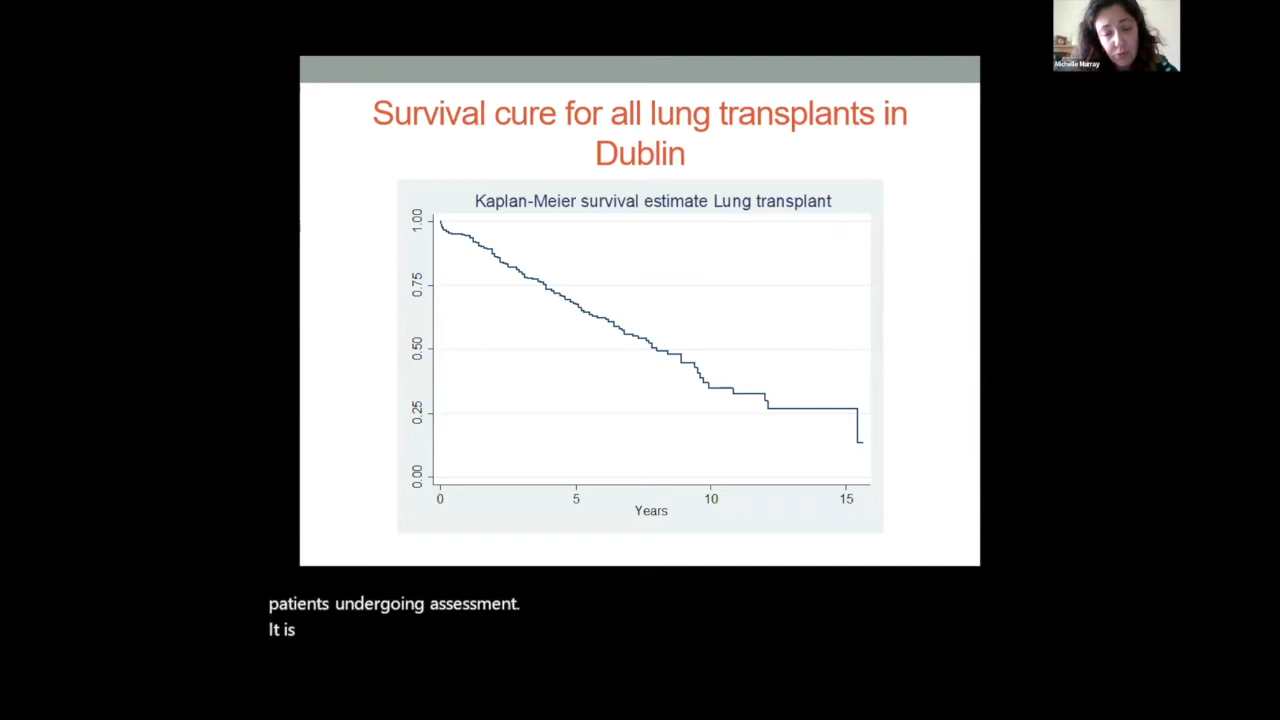 Michelle Murray
Survival cure for all lung transplants in
Dublin
Kaplan-Meier survival estimate Lung transplant
1.00
0.75
0.50
0.25
0.00
0 5 10 15
Years
patients undergoing assessment.
It is